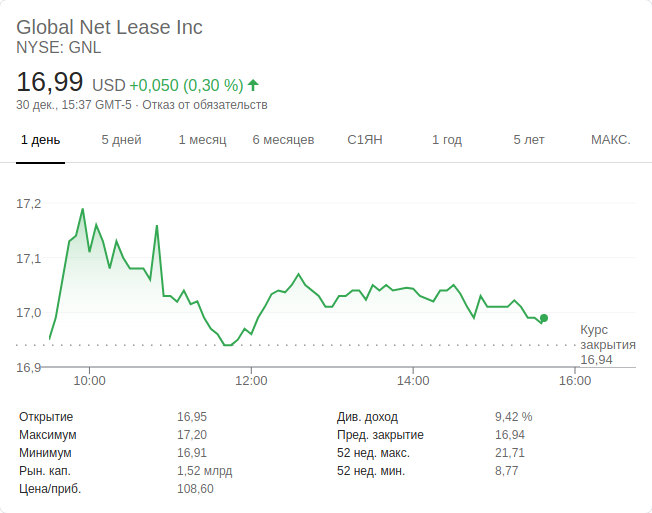 Global Net Lease Inc
NYSE: GNL
16,99 USD +0,050 (0,30 %)
30 дек., 15:37 GMT-5 · Отказ от обязательств
1 день 5 дней 1 месяц 6 месяцев С1ЯН 1 год 5 лет МАКС.
17,2
17,1
17,0
16,9
Курс
закрытия
16,94
10:00 12:00 14:00 16:00
Открытие 16,95 Див. доход 9,42 %
Максимум 17,20 Пред. закрытие 16,94
Минимум 16,91 52 нед. макс. 21,71
Рын. кап. 1,52 млрд 52 нед. мин. 8,77
Цена/приб. 108,60